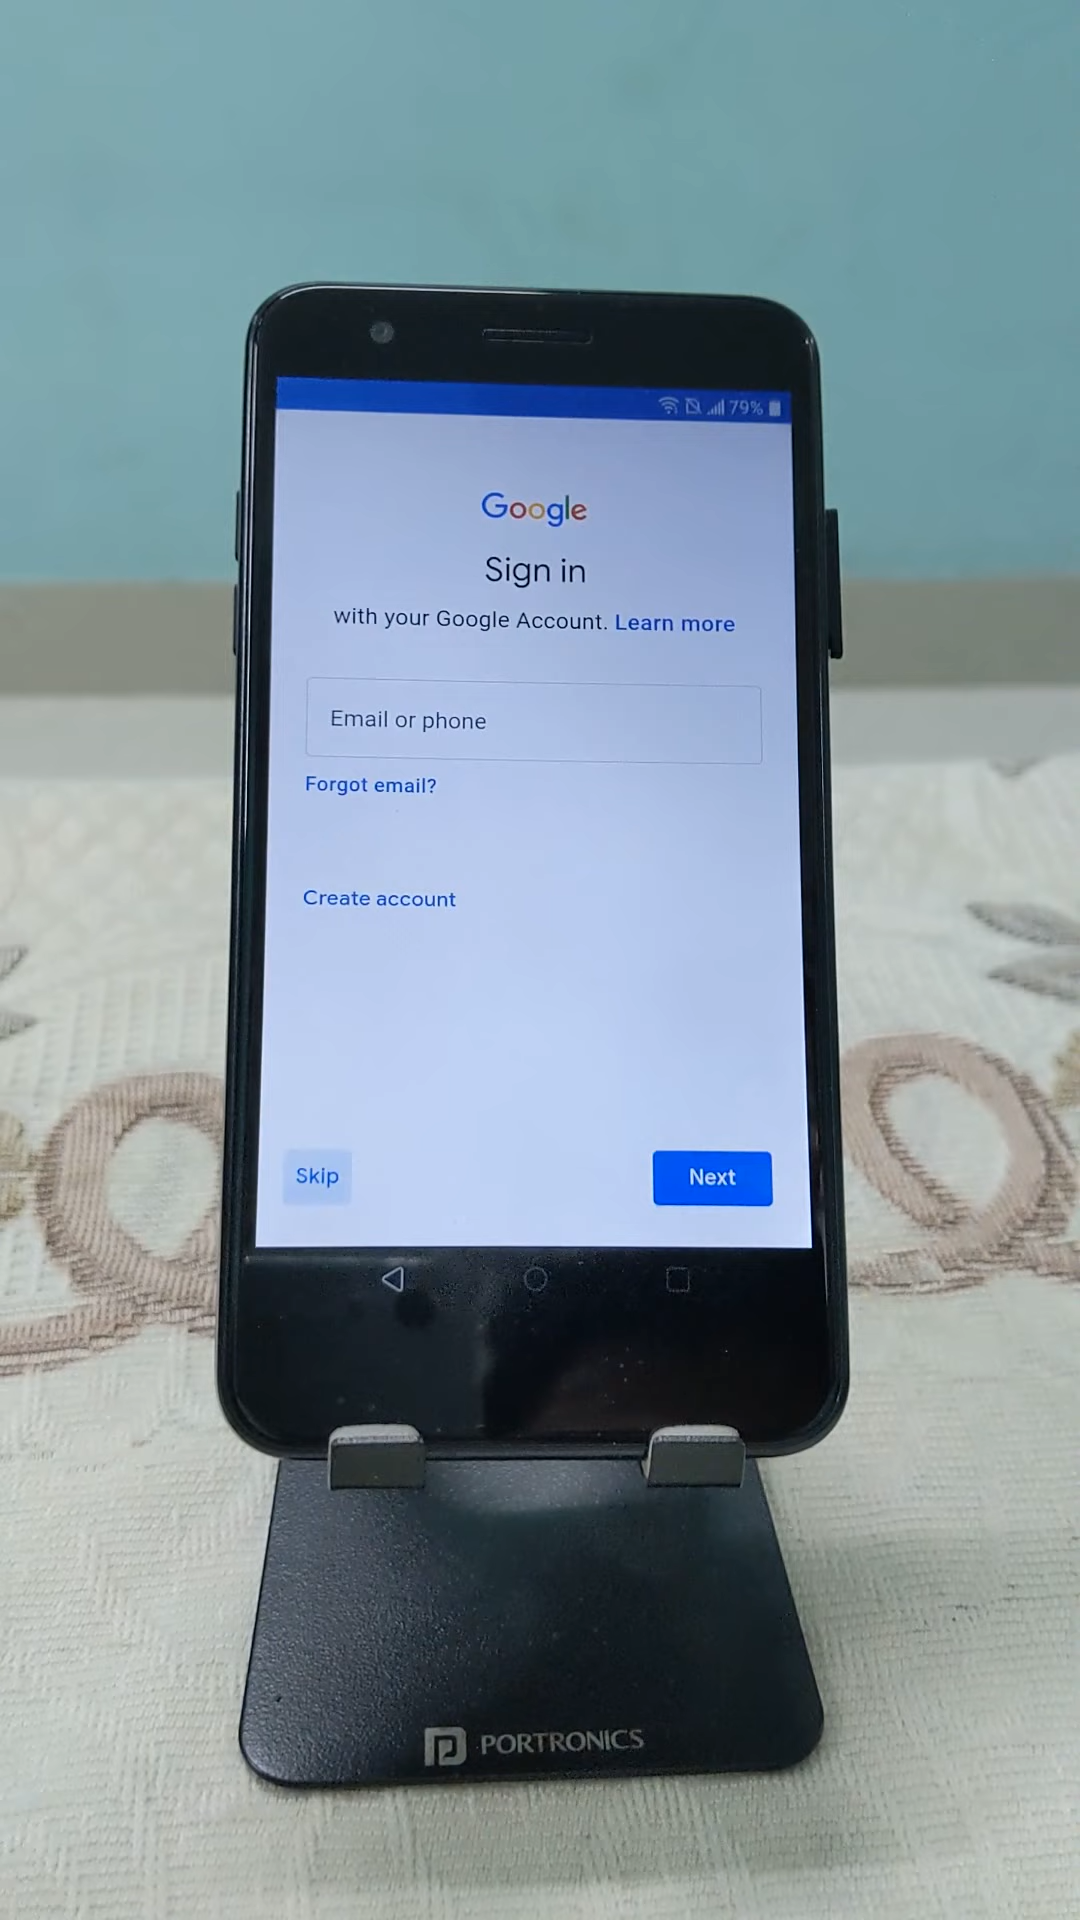 79%
Google
Sign in
with your Google Account. Learn more
Email or phone
Forgot email?
Create account
Skip
Next
PORTRONICS